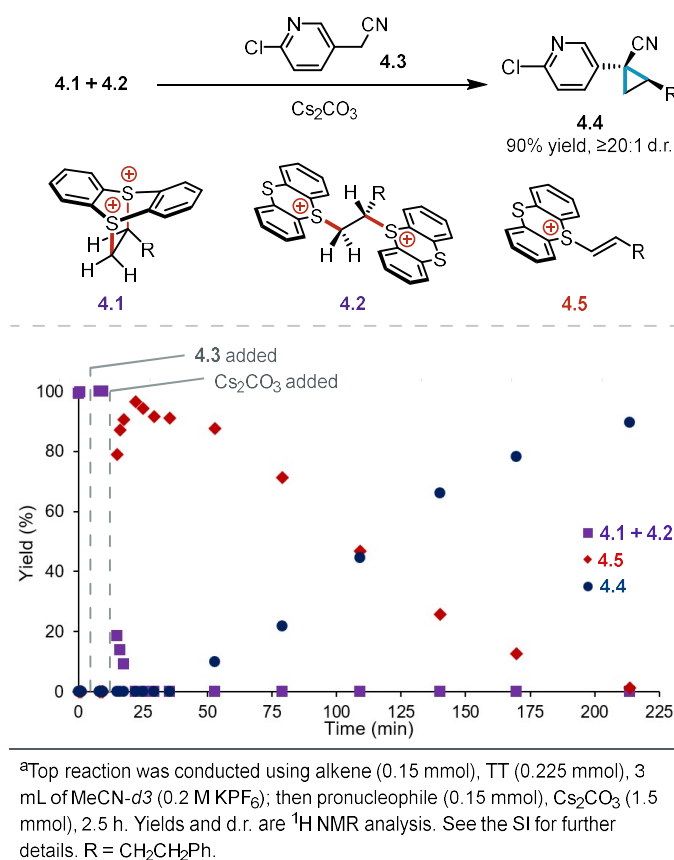 N
CN
Cl
4.3
4.1 + 4.2
Cs2CO3
N
CN
Cl
R
4.4
90% yield, ≥20:1 d.r.
S
S
H
R
H
H
4.1
S
S
R
H
H
H
S
S
4.2
S
S
R
4.5
4.3 added
Cs2CO3 added
100
80
60
40
20
0
Yield (%)
4.1 + 4.2
4.5
4.4
0
25
50
75
100
125
150
175
200
225
Time (min)
aTop reaction was conducted using alkene (0.15 mmol), TT (0.225 mmol), 3
mL of MeCN-d3 (0.2 M KPF6); then pronucleophile (0.15 mmol), Cs2CO3 (1.5
mmol), 2.5 h. Yields and d.r. are 1H NMR analysis. See the SI for further
details. R = CH2CH2Ph.